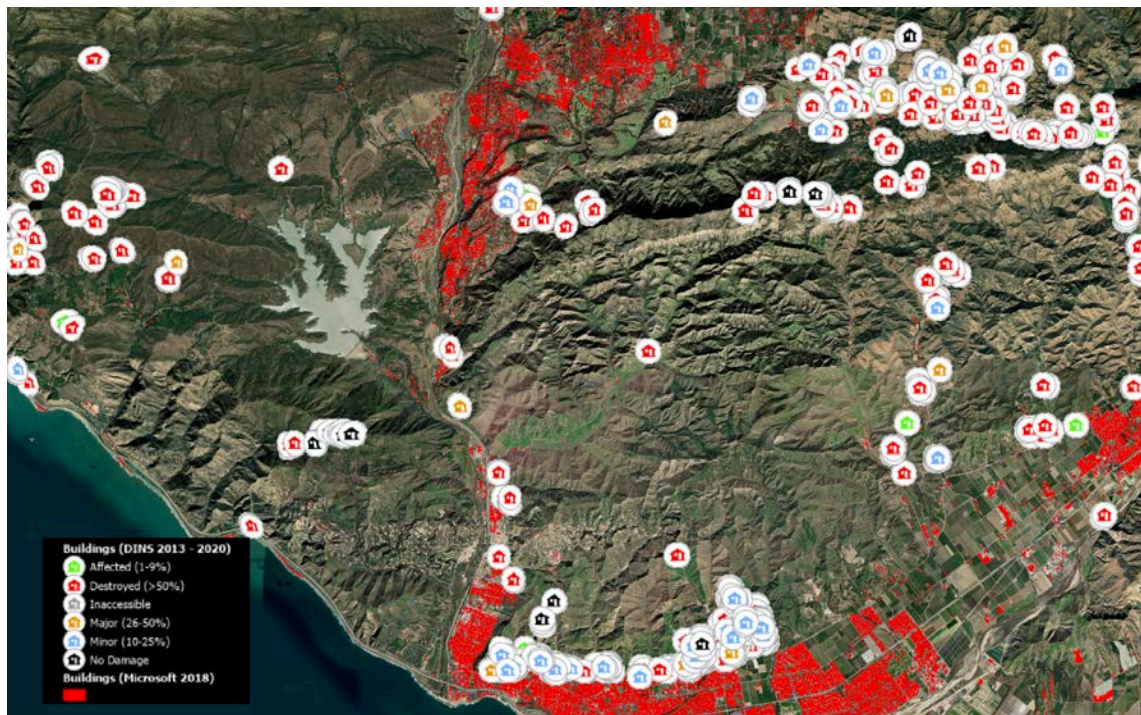 Buildings (DINS 2013 - 2020)
Affected (1-9%)
Destroyed (>50%)
Inaccessible
Major (26-50%)
Minor (10-25%)
No Damage
Buildings (Microsoft 2018)